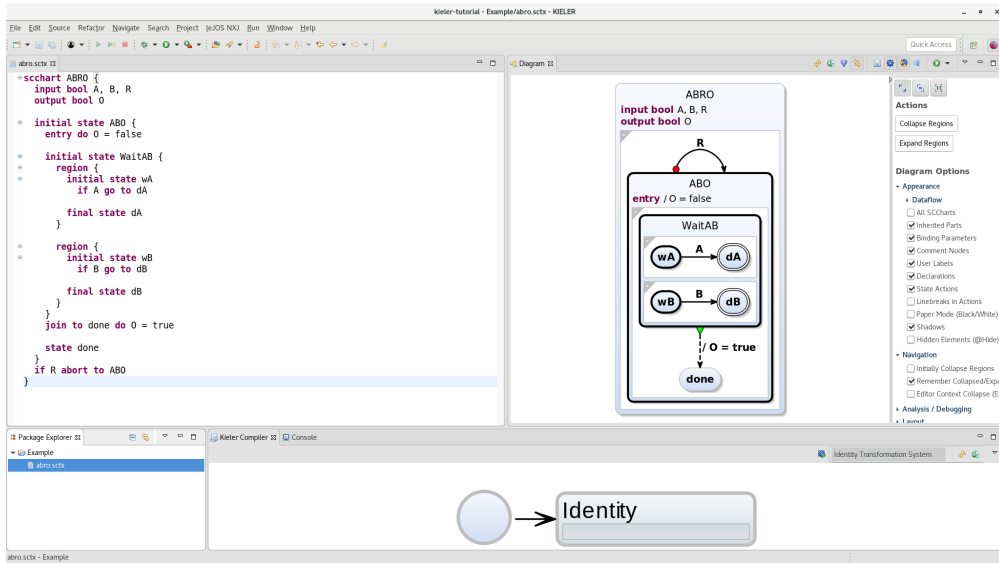 kieler-tutorial - Example/abro.sctx - KIELER
File Edit Source Refactor Navigate Search Project leJOS NXJ Run Window Help
Quick Access
abro.sctx
scchart ABRO {
input bool A, B, R
output bool O
initial state ABO {
entry do O = false
initial state WaitAB {
region {
initial state wA
if A go to dA
final state dA
}
region {
initial state wB
if B go to dB
final state dB
}
}
join to done do O = true
state done
}
if R abort to ABO
}
Diagram
ABRO
input bool A, B, R
output bool O
R
ABO
entry / O = false
WaitAB
wA
A
dA
wB
B
dB
/ O = true
done
Actions
Collapse Regions
Expand Regions
Diagram Options
Appearance
Dataflow
All SCCharts
Inherited Parts
Binding Parameters
Comment Nodes
User Labels
Declarations
State Actions
Linebreaks in Actions
Paper Mode (Black/White)
Shadows
Hidden Elements (@Hide)
Navigation
Initially Collapse Regions
Remember Collapsed/Expa
Editor Context Collapse (E
Analysis / Debugging
Layout
Package Explorer
Example
abro.sctx
Kieler Compiler
Console
Identity Transformation System
Identity
abro.sctx - Example